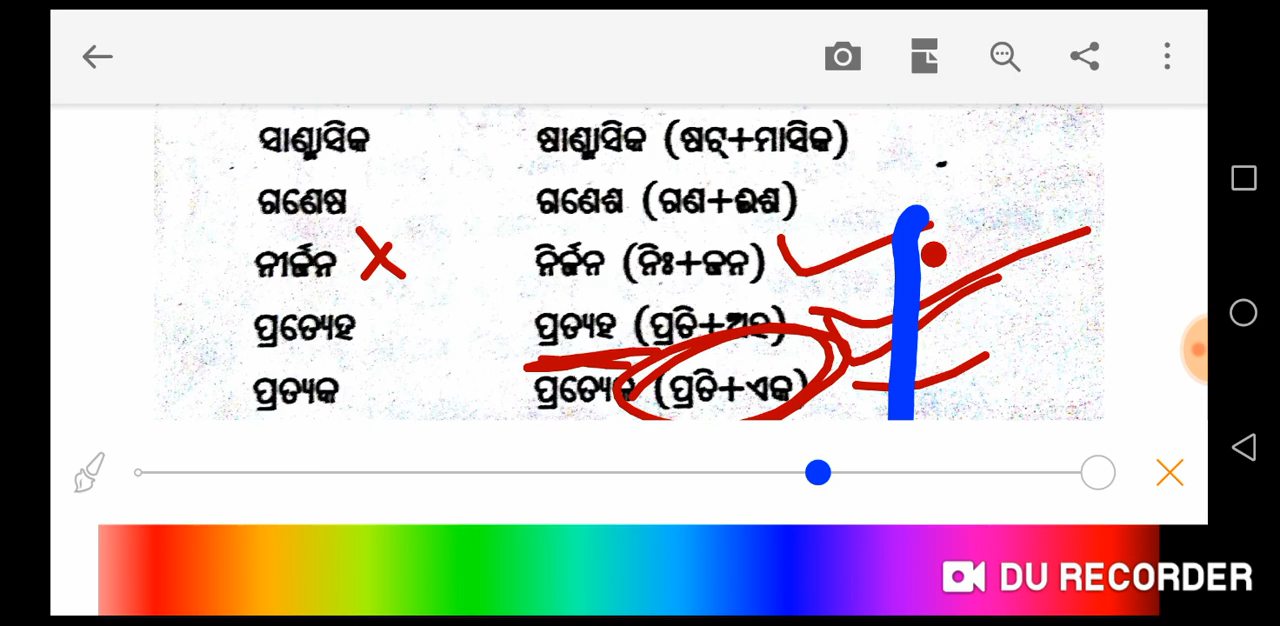 ସାଣ୍ମାସିକ ଷାଣ୍ମାସିକ (ଷଟ୍+ମାସିକ)
ଗଣେଷ ଗଣେଶ (ଗଣ+ଈଶ)
ନୀର୍ଜନ ନିର୍ଜନ (ନିଃ+ଜନ)
ପ୍ରତ୍ୟେହ ପ୍ରତ୍ୟହ (ପ୍ରତି+ଅହ)
ପ୍ରତ୍ୟକ ପ୍ରତ୍ୟେକ (ପ୍ରତି+ଏକ)
DU RECORDER